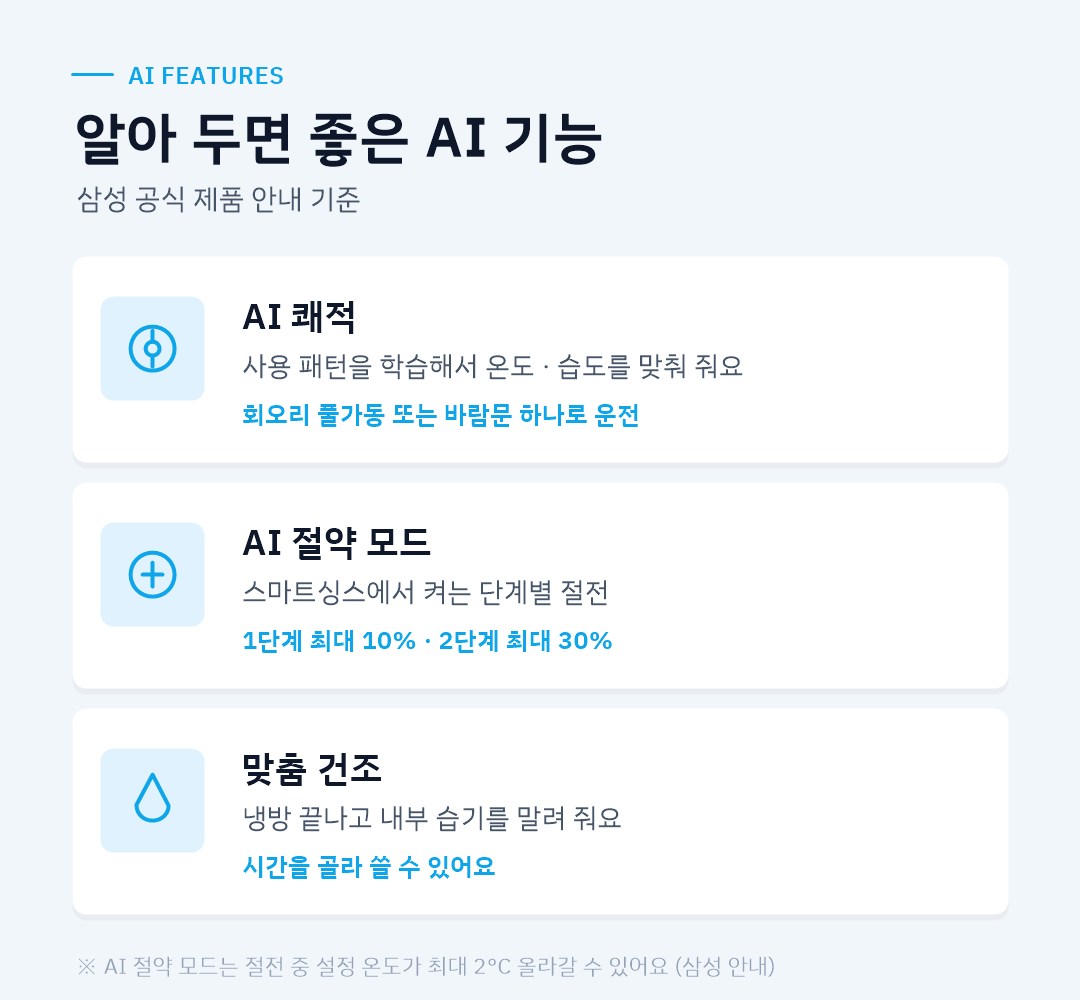 AI FEATURES
알아 두면 좋은 AI 기능
삼성 공식 제품 안내 기준
AI 쾌적
사용 패턴을 학습해서 온도 · 습도를 맞춰 줘요
회오리 풀가동 또는 바람문 하나로 운전
AI 절약 모드
스마트싱스에서 켜는 단계별 절전
1단계 최대 10% · 2단계 최대 30%
맞춤 건조
냉방 끝나고 내부 습기를 말려 줘요
시간을 골라 쓸 수 있어요
※ AI 절약 모드는 절전 중 설정 온도가 최대 2°C 올라갈 수 있어요 (삼성 안내)